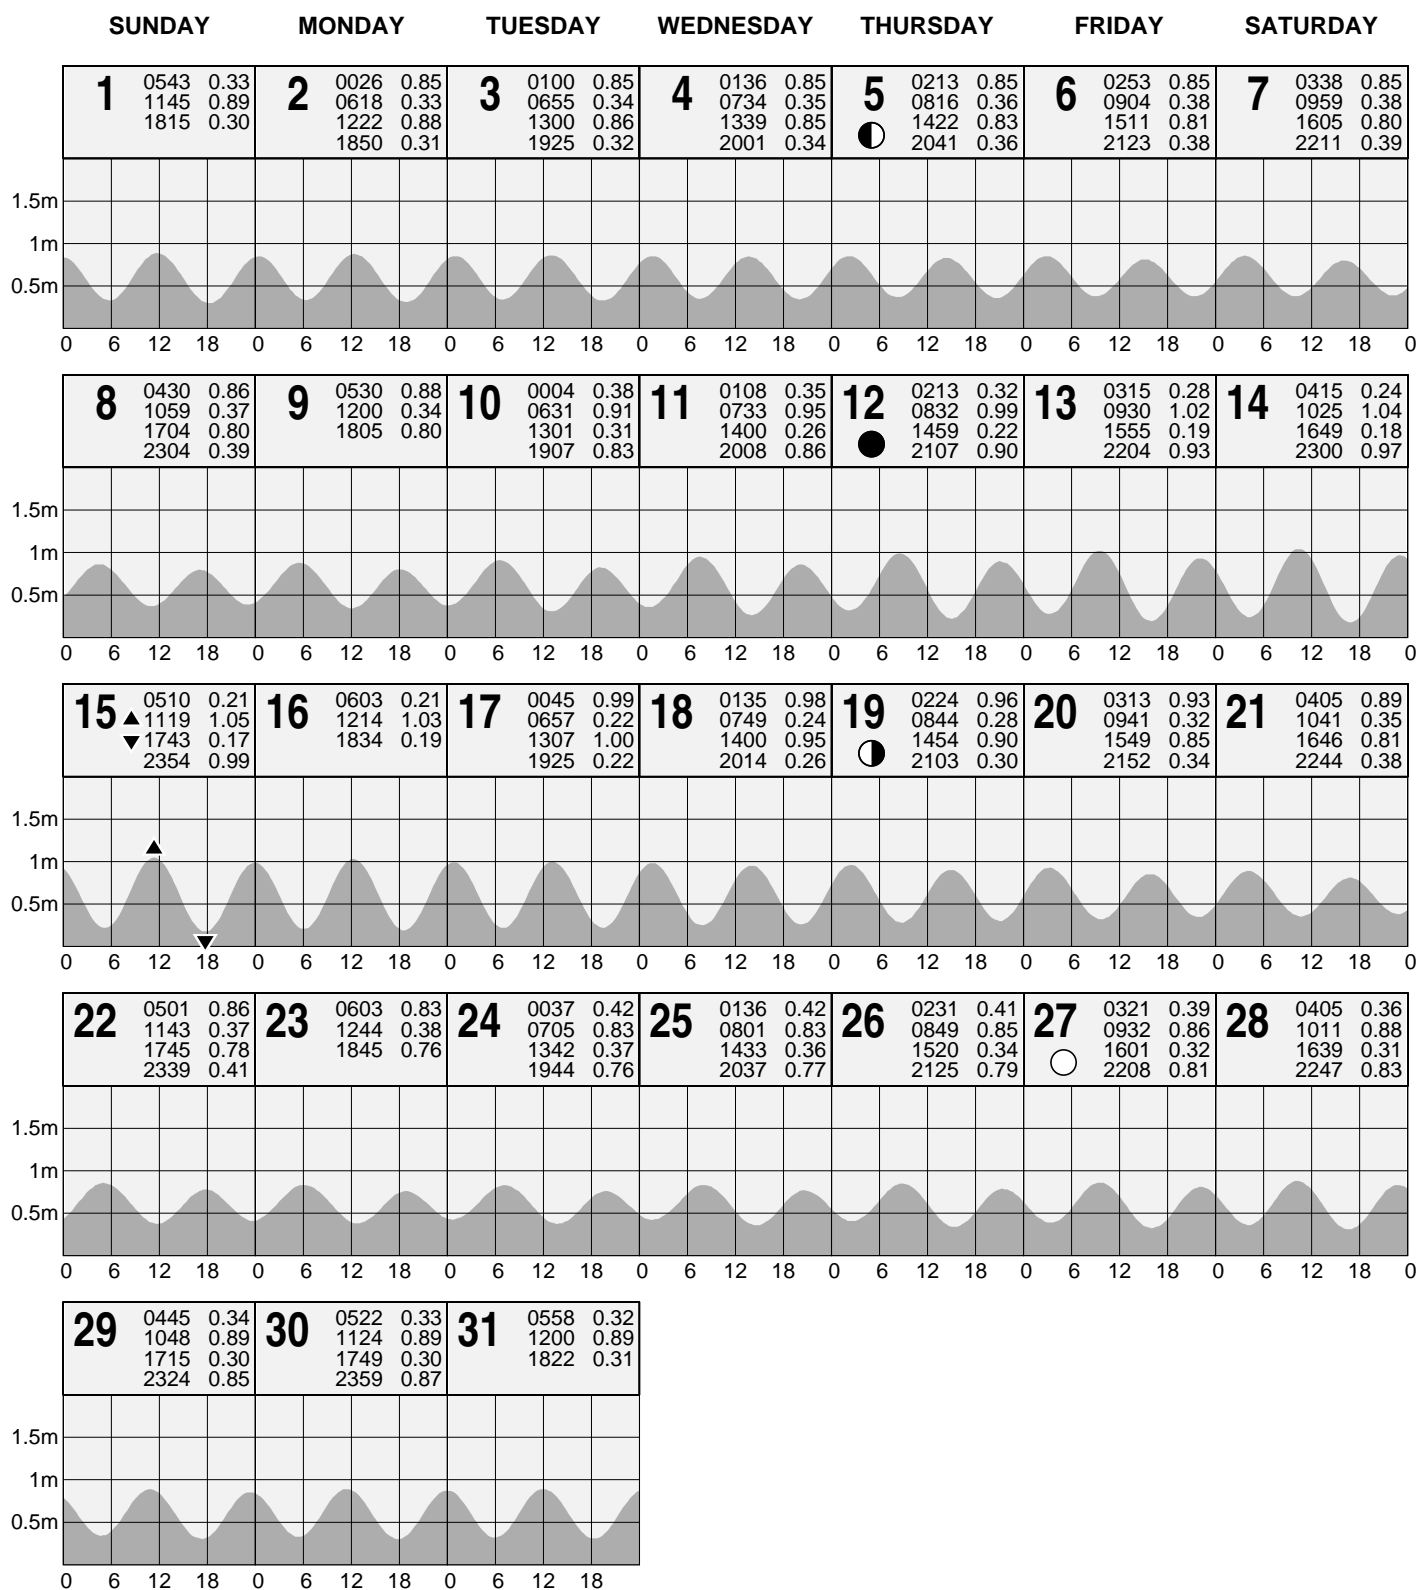 SUNDAY MONDAY TUESDAY WEDNESDAY THURSDAY FRIDAY SATURDAY
1 0543 0.33
1145 0.89
1815 0.30
2 0026 0.85
0618 0.33
1222 0.88
1850 0.31
3 0100 0.85
0655 0.34
1300 0.86
1925 0.32
4 0136 0.85
0734 0.35
1339 0.85
2001 0.34
5 0213 0.85
0816 0.36
1422 0.83
2041 0.36
6 0253 0.85
0904 0.38
1511 0.81
2123 0.38
7 0338 0.85
0959 0.38
1605 0.80
2211 0.39
1.5m
1m
0.5m
0 6 12 18 0 6 12 18 0 6 12 18 0 6 12 18 0 6 12 18 0 6 12 18 0 6 12 18 0
8 0430 0.86
1059 0.37
1704 0.80
2304 0.39
9 0530 0.88
1200 0.34
1805 0.80
10 0004 0.38
0631 0.91
1301 0.31
1907 0.83
11 0108 0.35
0733 0.95
1400 0.26
2008 0.86
12 0213 0.32
0832 0.99
1459 0.22
2107 0.90
13 0315 0.28
0930 1.02
1555 0.19
2204 0.93
14 0415 0.24
1025 1.04
1649 0.18
2300 0.97
1.5m
1m
0.5m
0 6 12 18 0 6 12 18 0 6 12 18 0 6 12 18 0 6 12 18 0 6 12 18 0 6 12 18 0
15 0510 0.21
1119 1.05
1743 0.17
2354 0.99
16 0603 0.21
1214 1.03
1834 0.19
17 0045 0.99
0657 0.22
1307 1.00
1925 0.22
18 0135 0.98
0749 0.24
1400 0.95
2014 0.26
19 0224 0.96
0844 0.28
1454 0.90
2103 0.30
20 0313 0.93
0941 0.32
1549 0.85
2152 0.34
21 0405 0.89
1041 0.35
1646 0.81
2244 0.38
1.5m
1m
0.5m
0 6 12 18 0 6 12 18 0 6 12 18 0 6 12 18 0 6 12 18 0 6 12 18 0 6 12 18 0
22 0501 0.86
1143 0.37
1745 0.78
2339 0.41
23 0603 0.83
1244 0.38
1845 0.76
24 0037 0.42
0705 0.83
1342 0.37
1944 0.76
25 0136 0.42
0801 0.83
1433 0.36
2037 0.77
26 0231 0.41
0849 0.85
1520 0.34
2125 0.79
27 0321 0.39
0932 0.86
1601 0.32
2208 0.81
28 0405 0.36
1011 0.88
1639 0.31
2247 0.83
1.5m
1m
0.5m
0 6 12 18 0 6 12 18 0 6 12 18 0 6 12 18 0 6 12 18 0 6 12 18 0 6 12 18 0
29 0445 0.34
1048 0.89
1715 0.30
2324 0.85
30 0522 0.33
1124 0.89
1749 0.30
2359 0.87
31 0558 0.32
1200 0.89
1822 0.31
1.5m
1m
0.5m
0 6 12 18 0 6 12 18 0 6 12 18